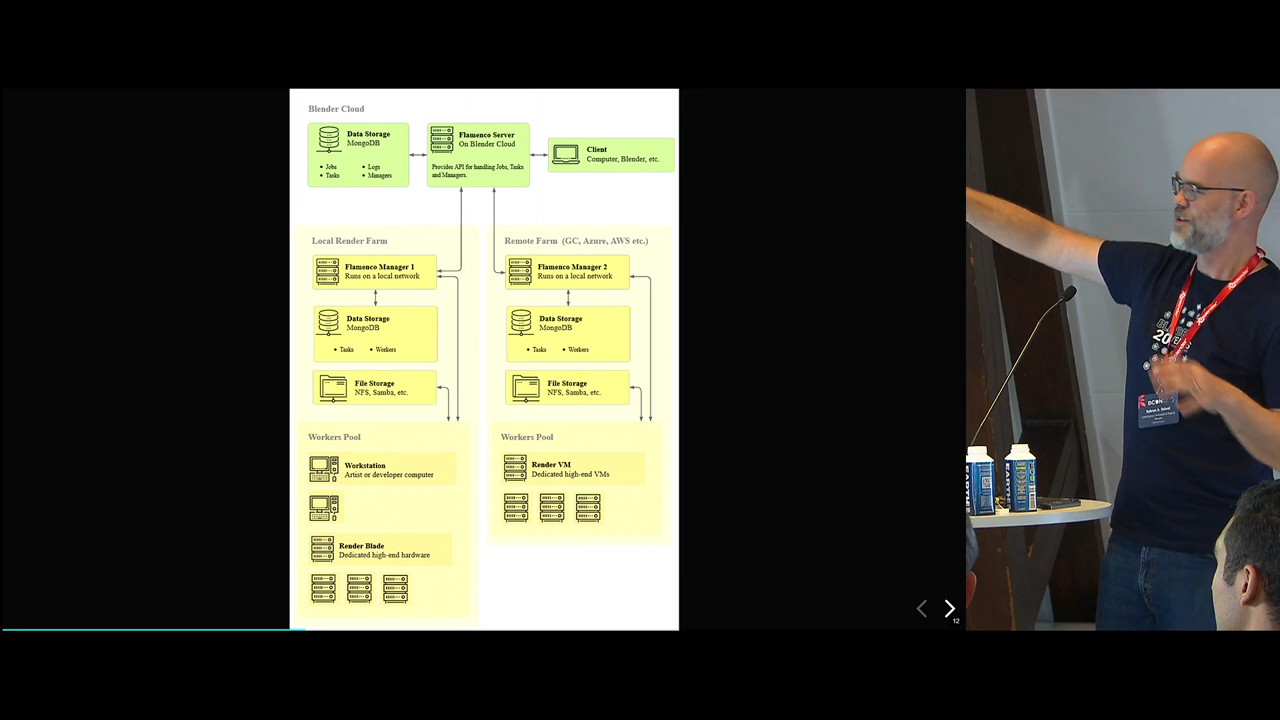 Blender Cloud
Data Storage
MongoDB
• Jobs
• Logs
• Tasks
• Managers
Flamenco Server
On Blender Cloud
Provides API for handling Jobs, Tasks
and Managers.
Client
Computer, Blender, etc.
Local Render Farm
Flamenco Manager 1
Runs on a local network
Data Storage
MongoDB
• Tasks
• Workers
File Storage
NFS, Samba, etc.
Workers Pool
Workstation
Artist or developer computer
Render Blade
Dedicated high-end hardware
Remote Farm (GC, Azure, AWS etc.)
Flamenco Manager 2
Runs on a local network
Data Storage
MongoDB
• Tasks
• Workers
File Storage
NFS, Samba, etc.
Workers Pool
Render VM
Dedicated high-end VMs
12